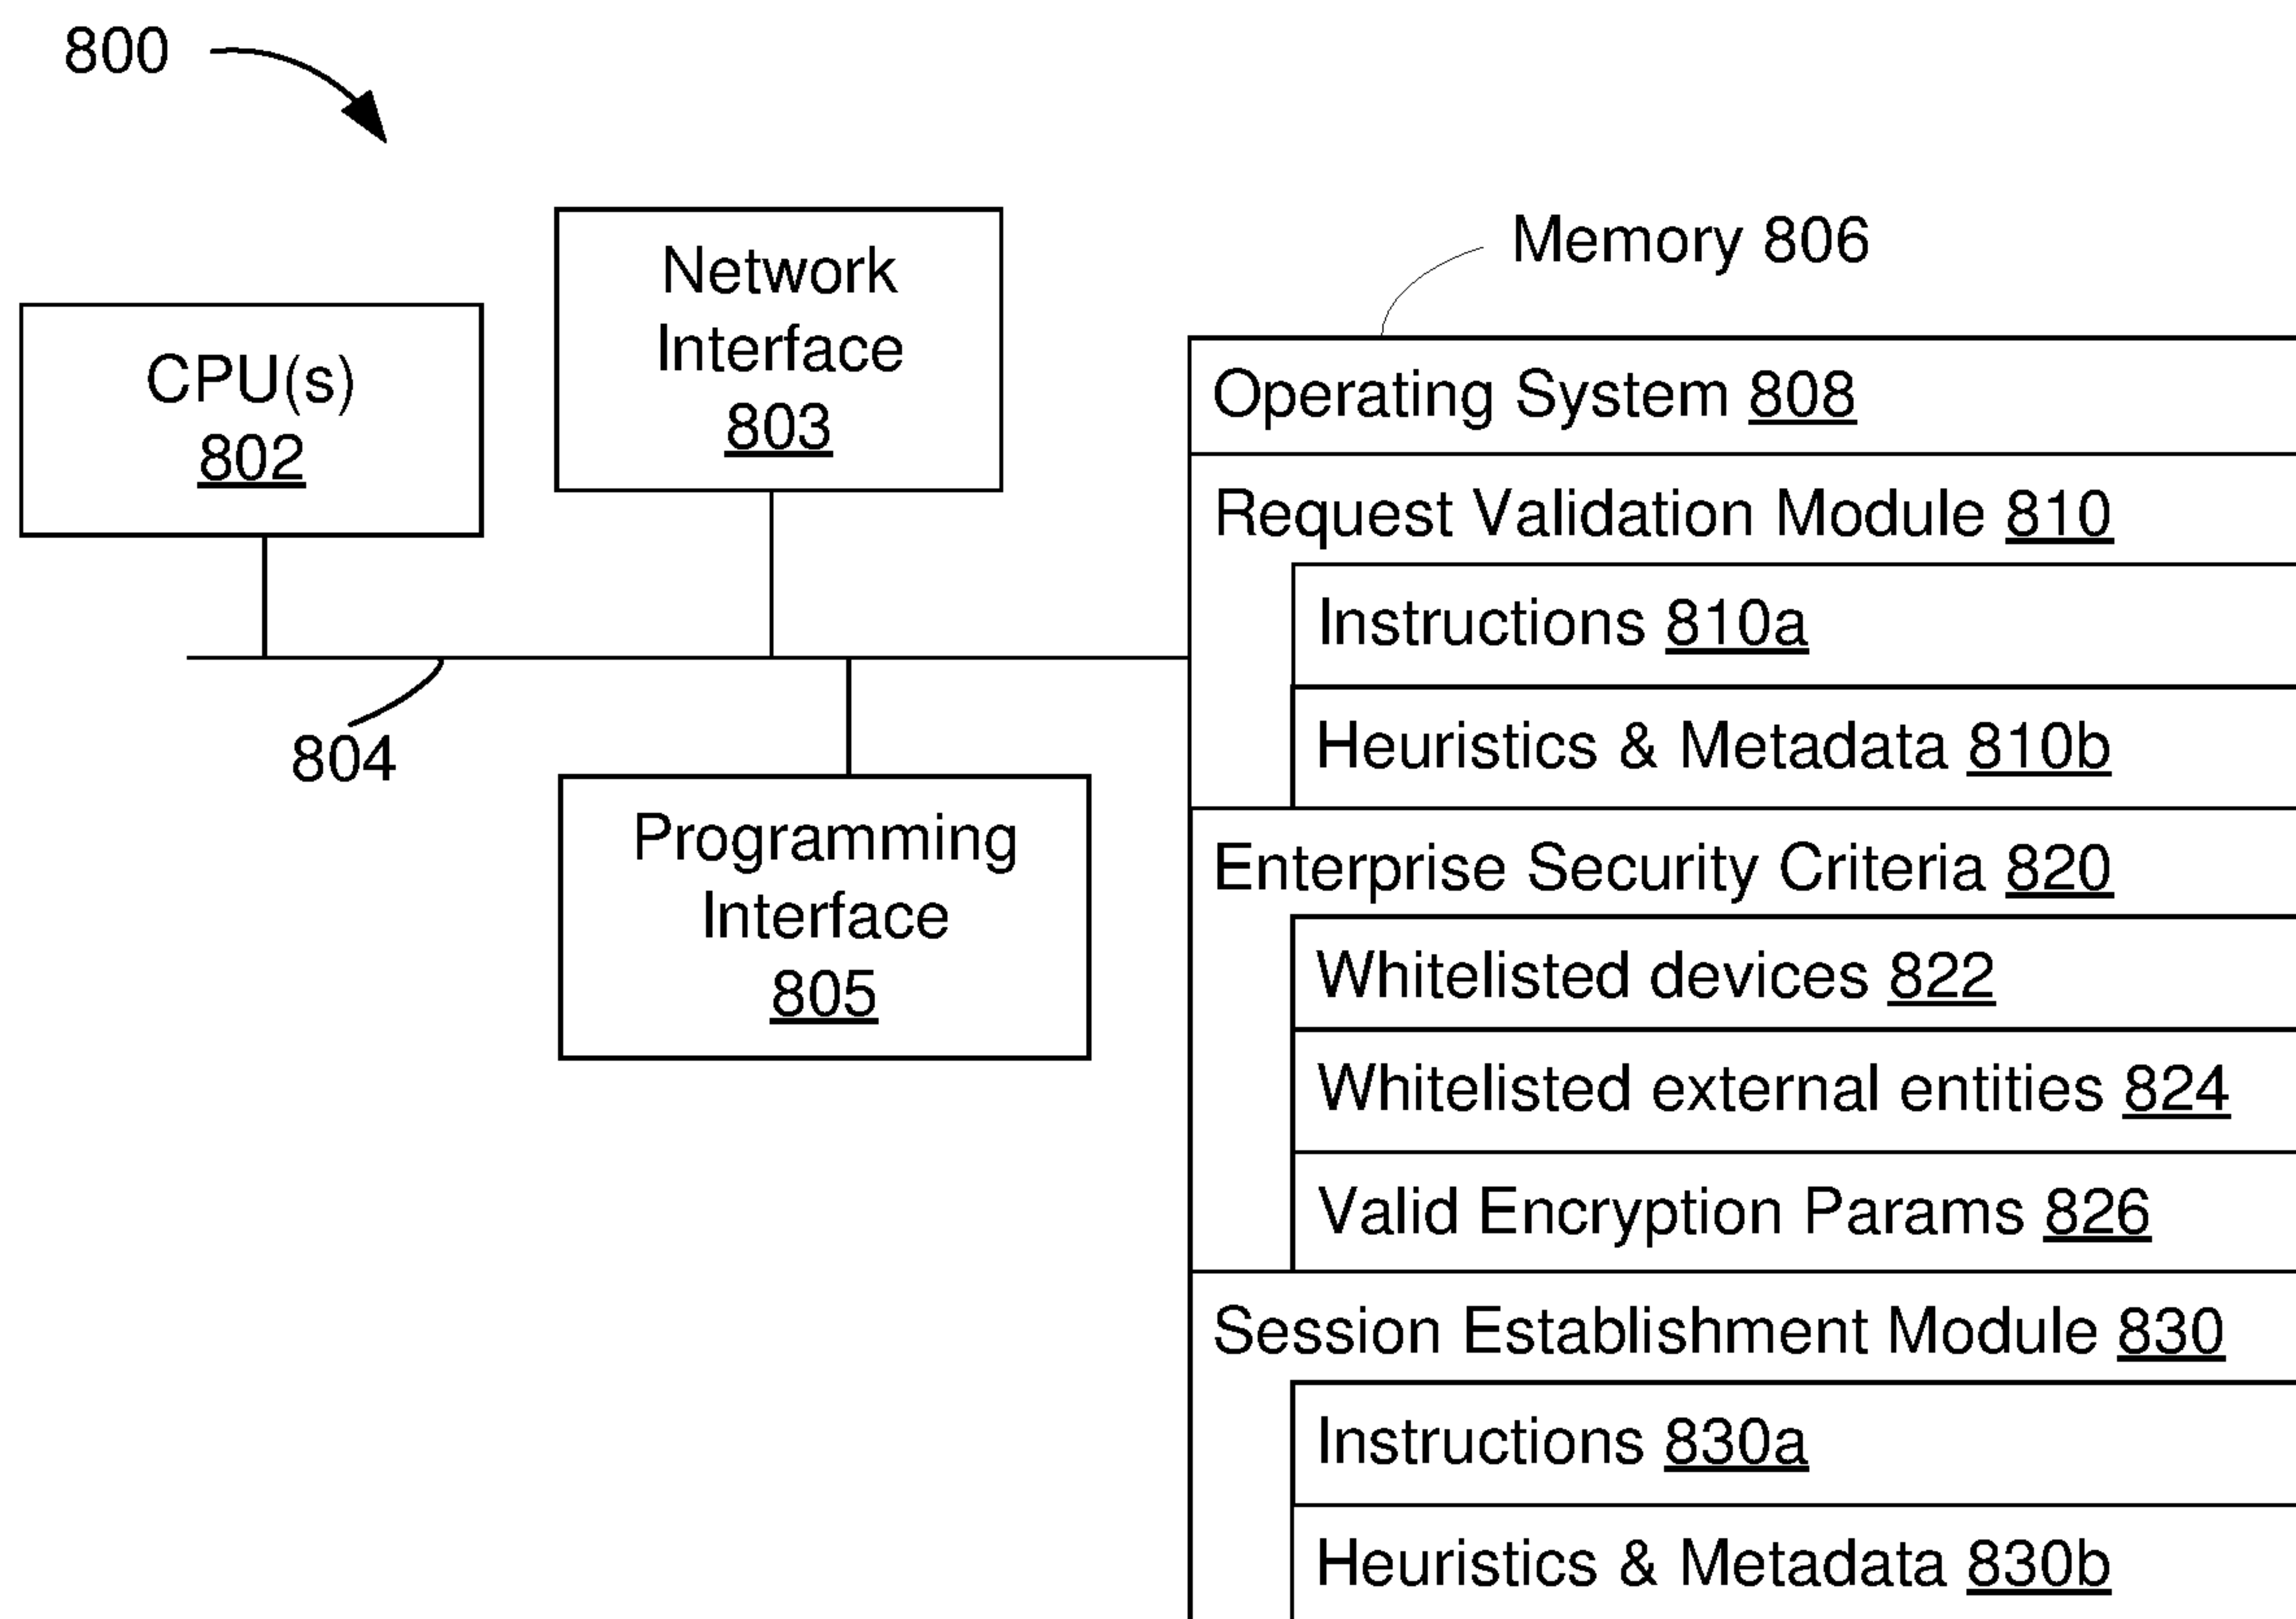 800
Network
Interface
803
Memory 806
CPU(s)
802
Operating System 808
Request Validation Module 810
Instructions 810a
Heuristics & Metadata 810b
804
Programming
Interface
805
Enterprise Security Criteria 820
Whitelisted devices 822
Whitelisted external entities 824
Valid Encryption Params 826
Session Establishment Module 830
Instructions 830a
Heuristics & Metadata 830b